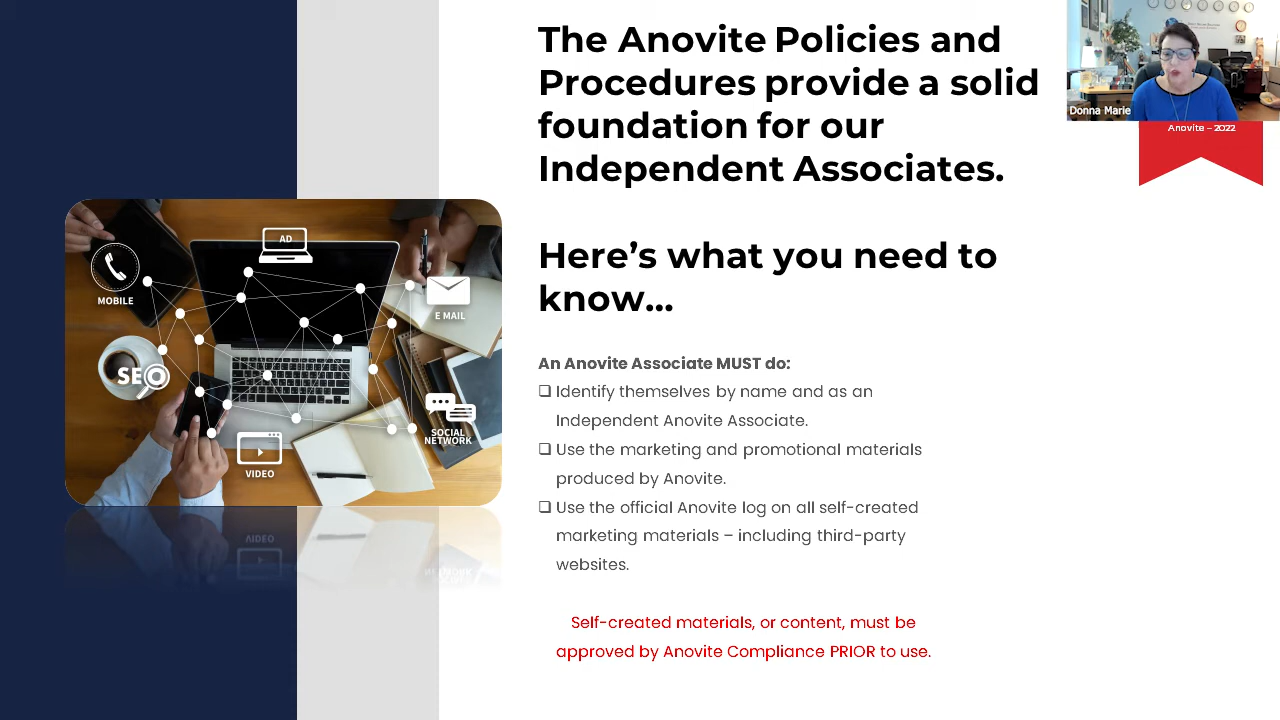 The Anovite Policies and
Procedures provide a solid
foundation for our
Independent Associates.
Here’s what you need to
know...
An Anovite Associate MUST do:
❑ Identify themselves by name and as an
Independent Anovite Associate.
❑ Use the marketing and promotional materials
produced by Anovite.
❑ Use the official Anovite log on all self-created
marketing materials – including third-party
websites.
Self-created materials, or content, must be
approved by Anovite Compliance PRIOR to use.
Donna Marie
Anovite – 2022
AD
MOBILE
E MAIL
SEO
SOCIAL
NETWORK
VIDEO